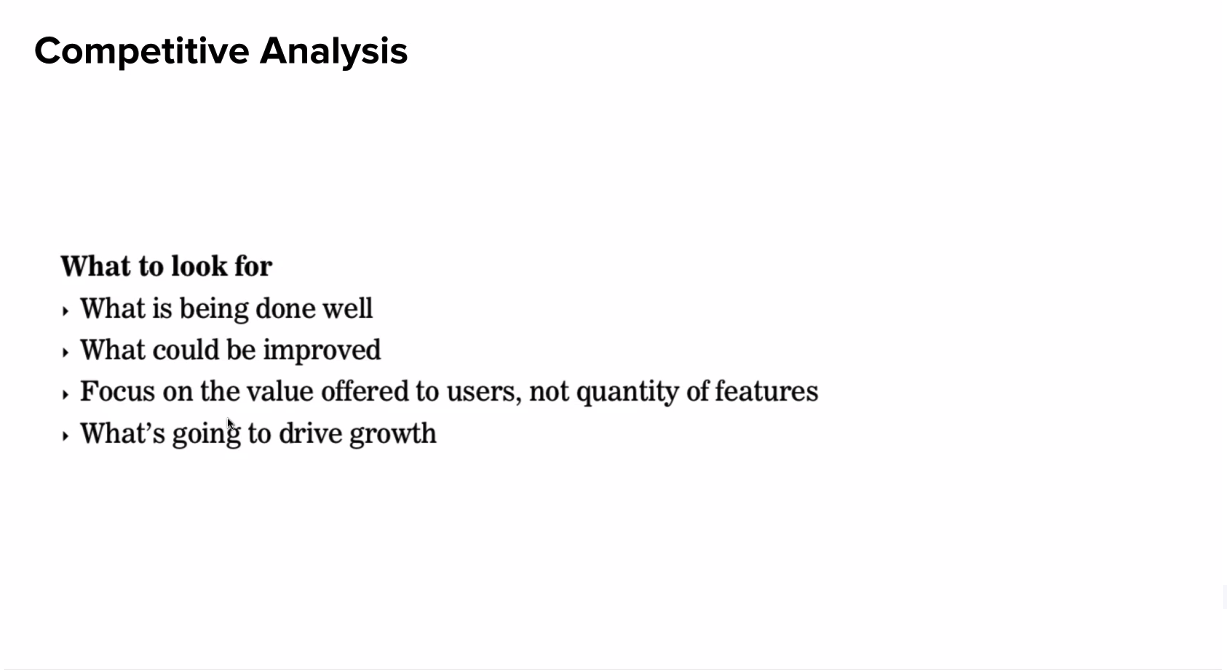 Competitive Analysis
What to look for
‣ What is being done well
‣ What could be improved
‣ Focus on the value offered to users, not quantity of features
‣ What’s going to drive growth